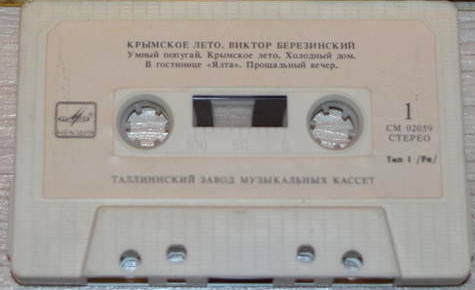 КРЫМСКОЕ ЛЕТО. ВИКТОР БЕРЕЗИНСКИЙ
Умный попугай. Крымское лето. Холодный дом.
В гостинице «Ялта». Прощальный вечер.
1
СМ 02039
СТЕРЕО
Тип I /Fe/
ТАЛЛИННСКИЙ ЗАВОД МУЗЫКАЛЬНЫХ КАССЕТ